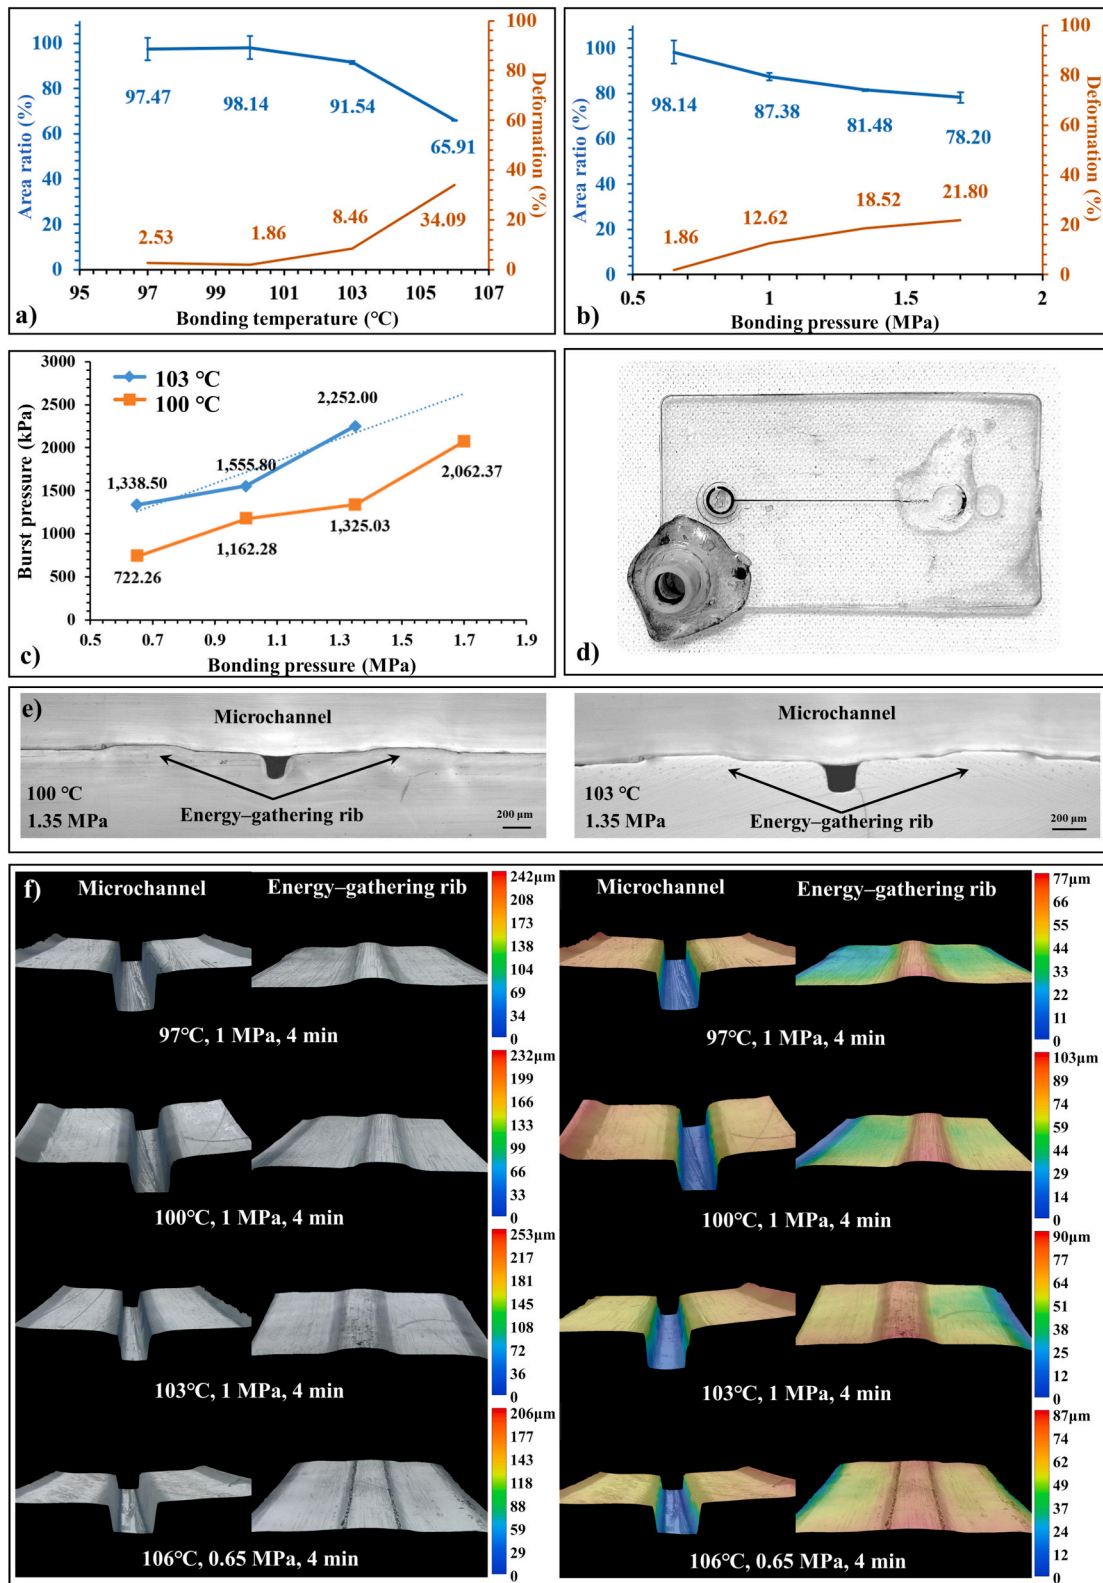 100
80
60
40
20
0
Area ratio (%)
97.47
98.14
91.54
65.91
2.53
1.86
8.46
34.09
100
80
60
40
20
0
Deformation (%)
95
97
99
101
103
105
107
Bonding temperature (°C)
a)
100
80
60
40
20
0
Area ratio (%)
98.14
87.38
81.48
78.20
1.86
12.62
18.52
21.80
100
80
60
40
20
0
Deformation (%)
0.5
1
1.5
2
Bonding pressure (MPa)
b)
3000
2500
2000
1500
1000
500
0
Burst pressure (kPa)
103 °C
100 °C
1,338.50
1,555.80
2,252.00
722.26
1,162.28
1,325.03
2,062.37
0.5
0.7
0.9
1.1
1.3
1.5
1.7
1.9
Bonding pressure (MPa)
c)
d)
e)
Microchannel
100 °C
1.35 MPa
Energy–gathering rib
200 μm
Microchannel
103 °C
1.35 MPa
Energy–gathering rib
200 μm
f)
Microchannel
Energy–gathering rib
242μm
208
173
138
104
69
34
0
97°C, 1 MPa, 4 min
Microchannel
Energy–gathering rib
77μm
66
55
44
33
22
11
0
97°C, 1 MPa, 4 min
232μm
199
166
133
99
66
33
0
100°C, 1 MPa, 4 min
103μm
89
74
59
44
29
14
0
100°C, 1 MPa, 4 min
253μm
217
181
145
108
72
36
0
103°C, 1 MPa, 4 min
90μm
77
64
51
38
25
12
0
103°C, 1 MPa, 4 min
206μm
177
143
118
88
59
29
0
106°C, 0.65 MPa, 4 min
87μm
74
62
49
37
24
12
0
106°C, 0.65 MPa, 4 min